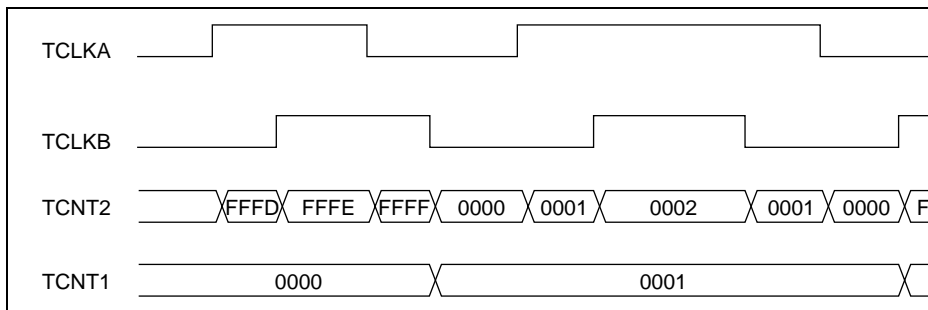 TCLKA
TCLKB
TCNT2 FFFD FFFE FFFF 0000 0001 0002 0001 0000 F
TCNT1 0000 0001